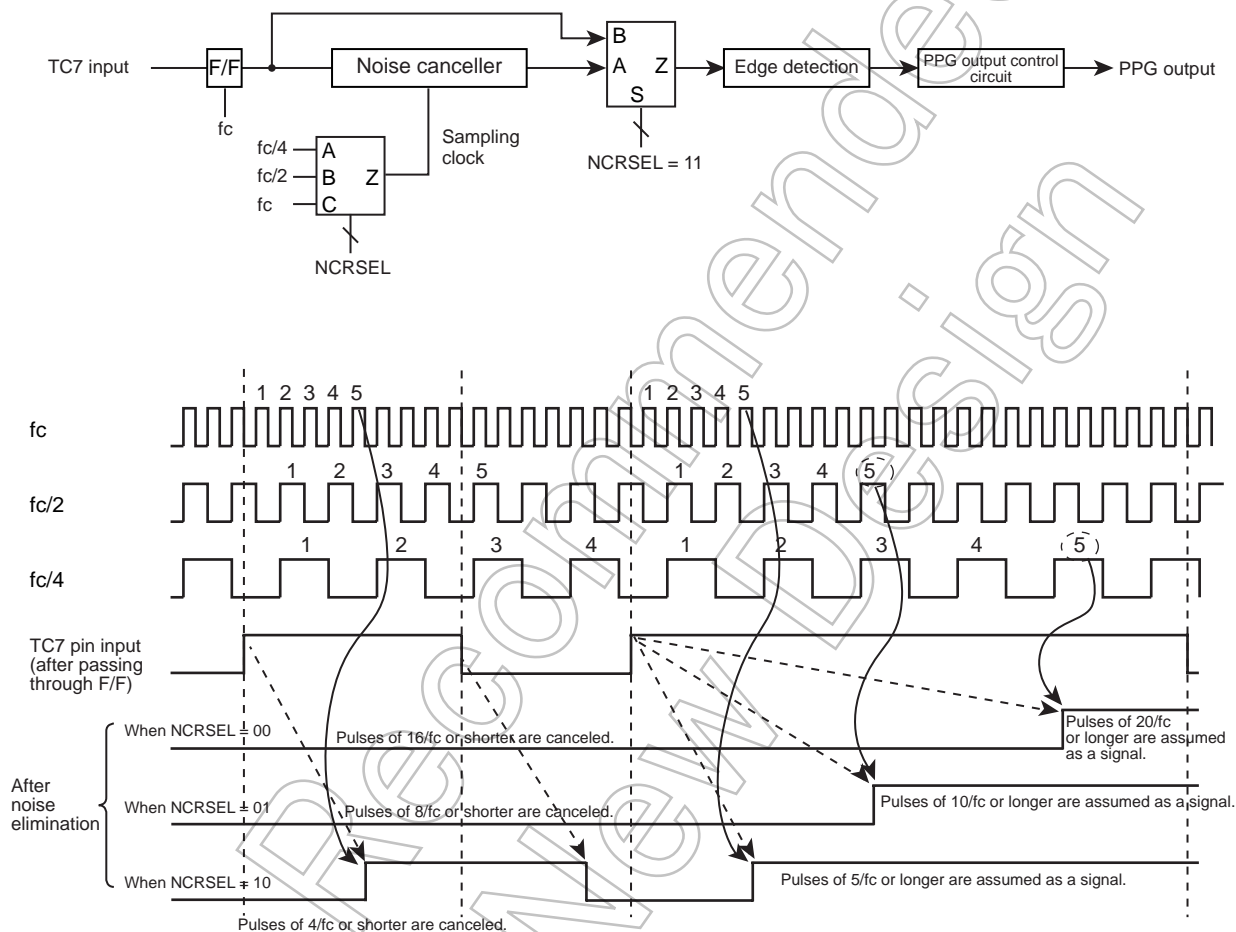 B
TC7 input
F/F
Noise canceller
A
Z
Edge detection
PPG output control
circuit
PPG output
S
fc
Sampling
clock
NCRSEL = 11
fc/4
A
fc/2
B
Z
fc
C
NCRSEL
1 2 3 4 5 1 2 3 4 5
fc
1 2 3 4 5 1 2 3 4 5
fc/2
1 2 3 4 1 2 3 4 5
fc/4
TC7 pin input
(after passing
through F/F)
When NCRSEL = 00
Pulses of 16/fc or shorter are canceled.
Pulses of 20/fc
or longer are assumed
as a signal.
After
noise
elimination
When NCRSEL = 01
Pulses of 8/fc or shorter are canceled.
Pulses of 10/fc or longer are assumed as a signal.
When NCRSEL = 10
Pulses of 5/fc or longer are assumed as a signal.
Pulses of 4/fc or shorter are canceled.
Recommended
New Design